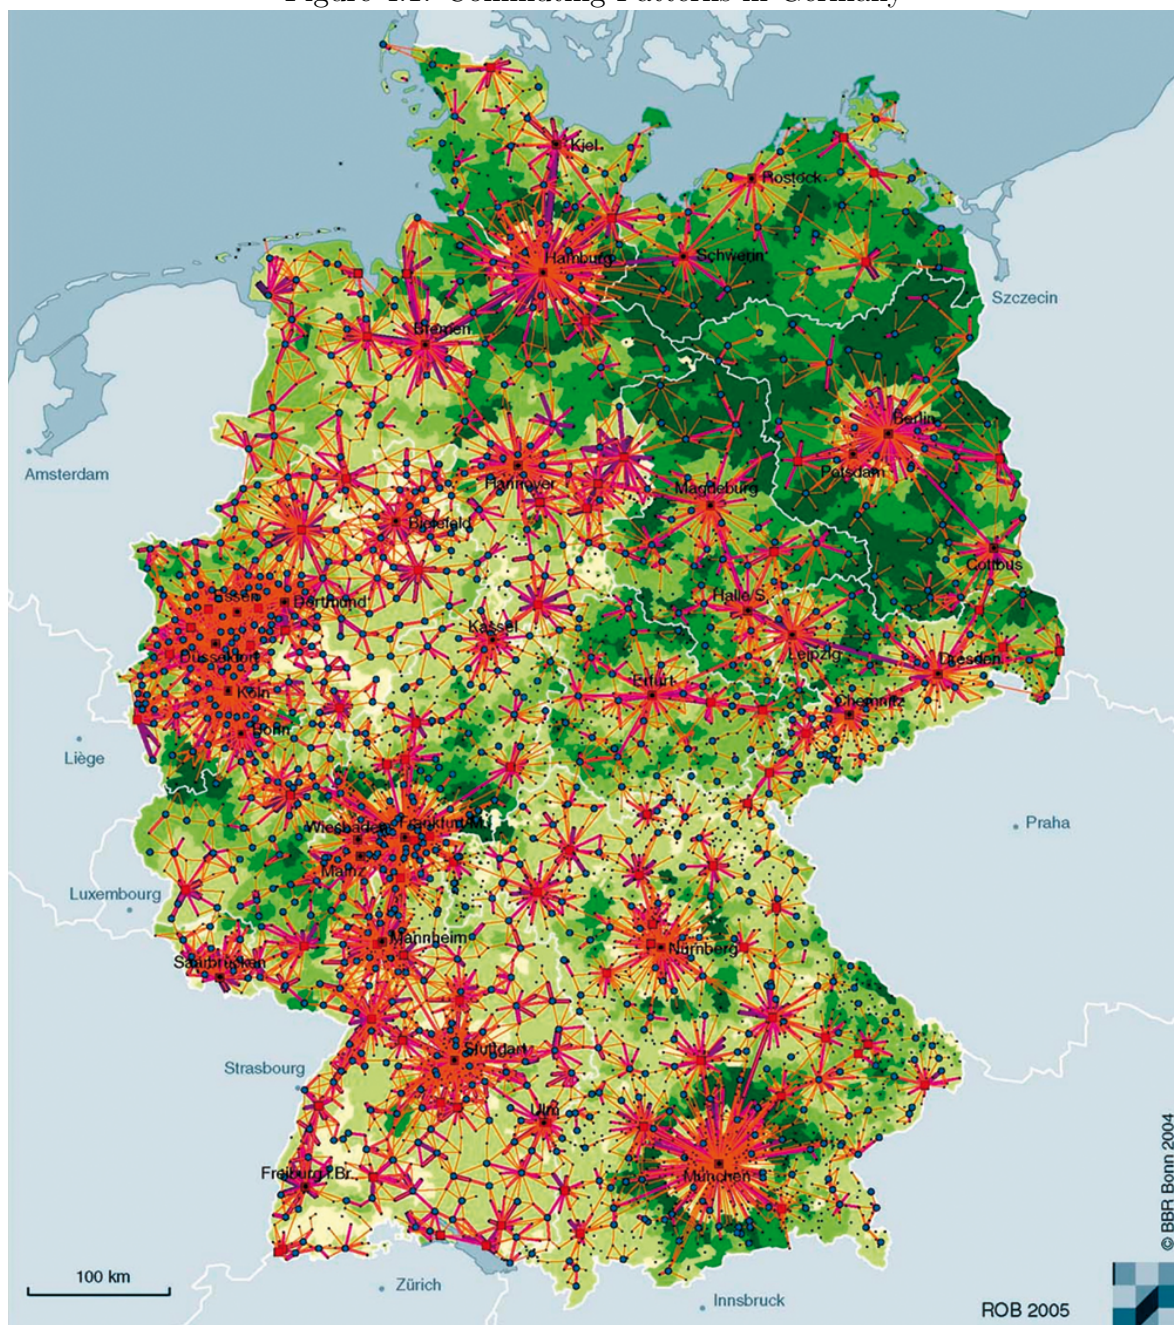 Figure 1.1: Commuting Patterns in Germany
Kiel
Rostock
Hamburg
Schwerin
Szczecin
Bremen
Berlin
Amsterdam
Potsdam
Hannover
Magdeburg
Bielefeld
Cottbus
Essen
Dortmund
Halle S.
Kassel
Düsseldorf
Leipzig
Dresden
Köln
Erfurt
Chemnitz
Bonn
Liège
Wiesbaden
Frankfurt/M.
Praha
Mainz
Luxembourg
Mannheim
Nürnberg
Saarbrücken
Stuttgart
Strasbourg
Ulm
Freiburg i.Br.
München
© BBR Bonn 2004
100 km
Zürich
Innsbruck
ROB 2005